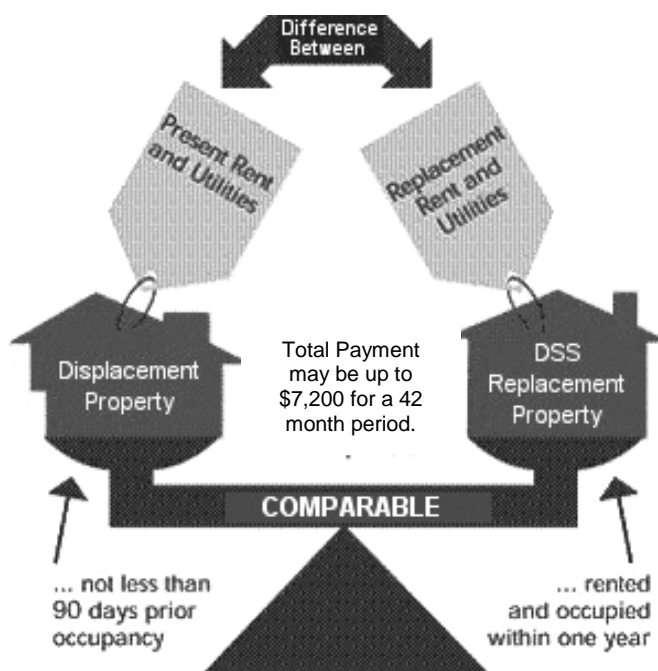 Difference
Between
Present Rent
and Utilities
Replacement
Rent and
Utilities
Displacement
Property
Total Payment
may be up to
$7,200 for a 42
month period.
DSS
Replacement
Property
COMPARABLE
... not less than
90 days prior
occupancy
... rented
and occupied
within one year